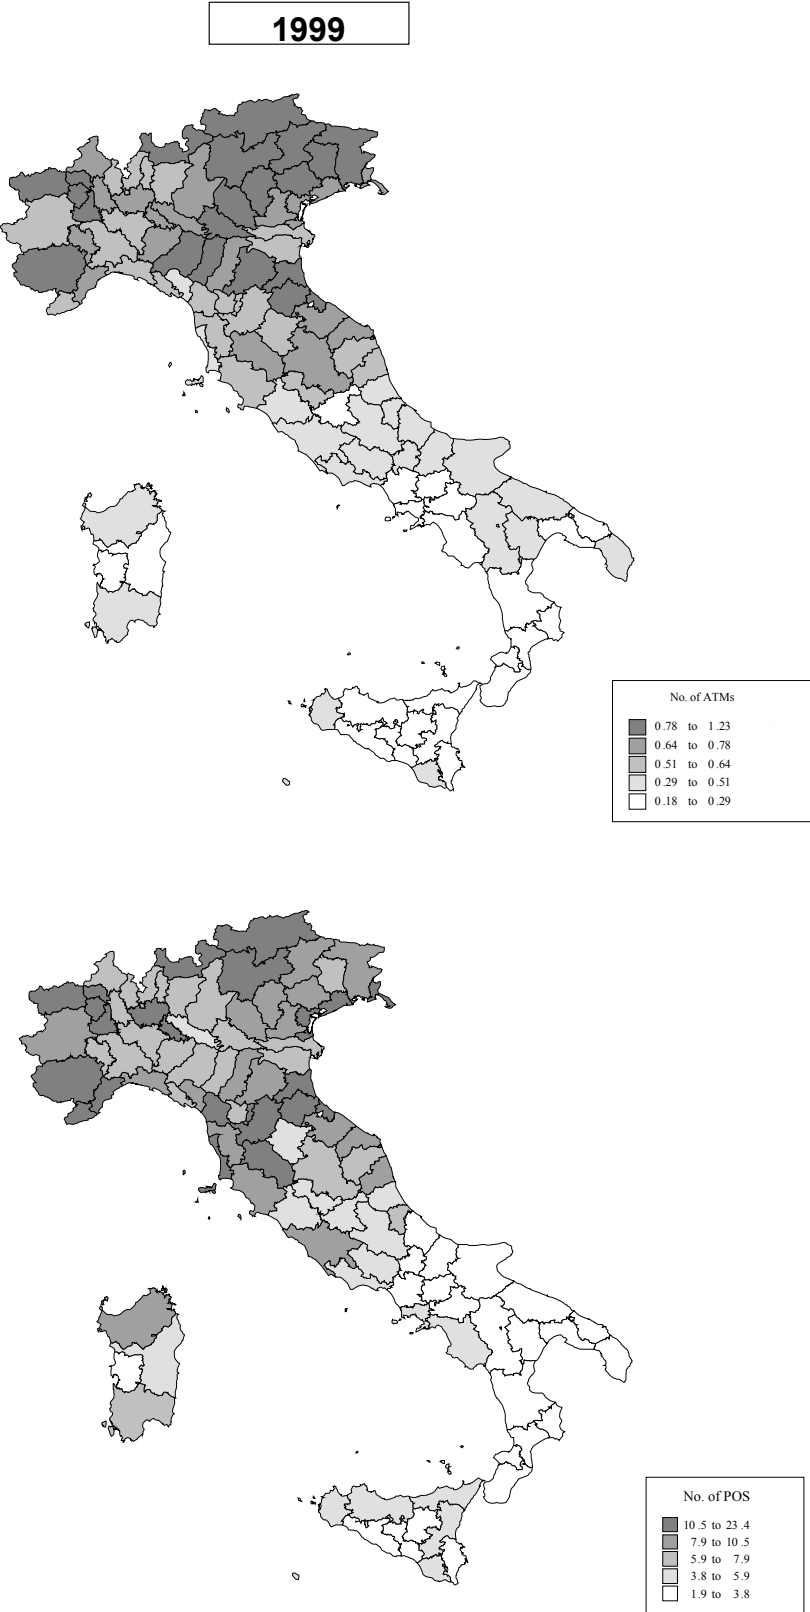 1999
No. of ATMs
0.78 to 1.23
0.64 to 0.78
0.51 to 0.64
0.29 to 0.51
0.18 to 0.29
No. of POS
10.5 to 23.4
7.9 to 10.5
5.9 to 7.9
3.8 to 5.9
1.9 to 3.8